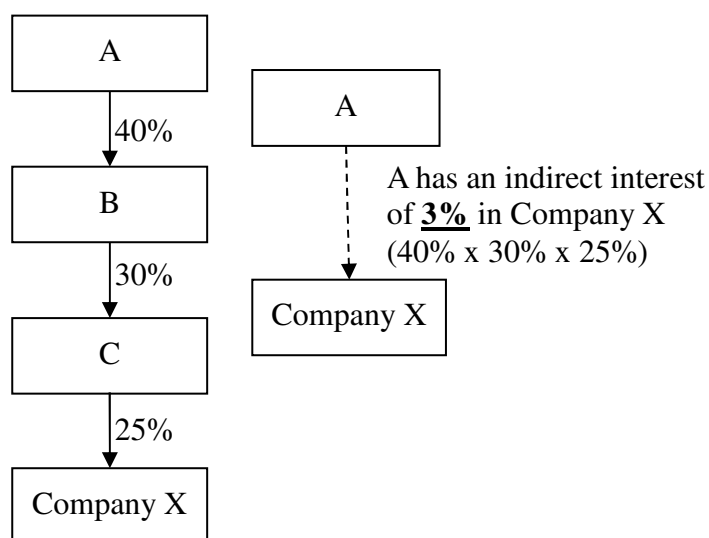 A
40%
B
30%
C
25%
Company X
A
A has an indirect interest
of 3% in Company X
(40% x 30% x 25%)
Company X